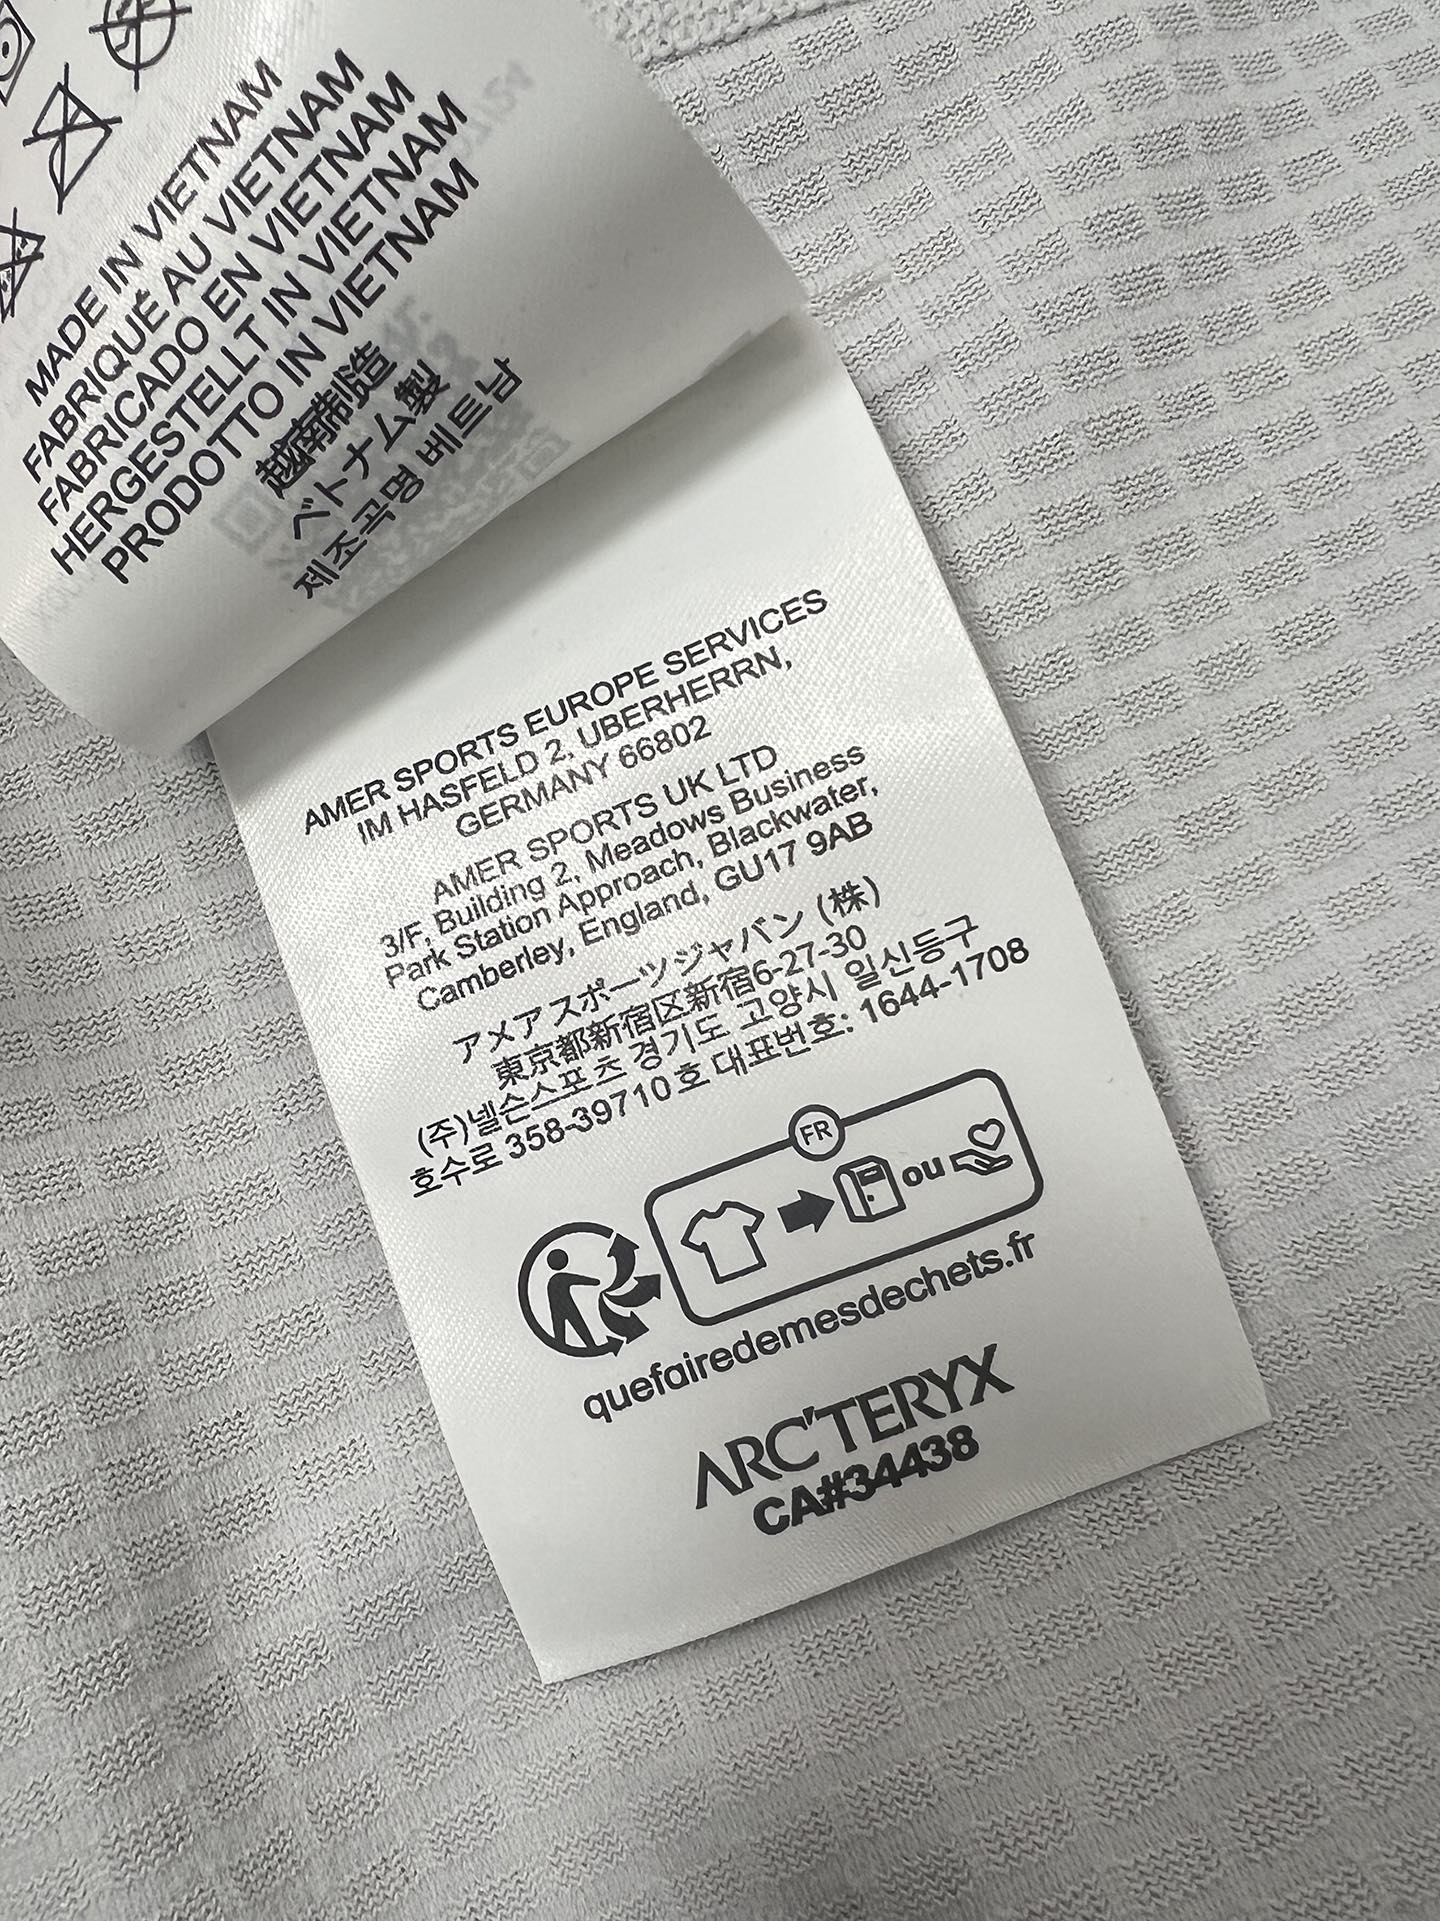 MADE IN VIETNAM
FABRIQUÉ AU VIETNAM
FABRICADO EN VIETNAM
HERGESTELLT IN VIETNAM
PRODOTTO IN VIETNAM
越南制造
ベトナム製
제조국명 베트남
AMER SPORTS EUROPE SERVICES
IM HASFELD 2, UBERHERRN,
GERMANY 66802
AMER SPORTS UK LTD
3/F, Building 2, Meadows Business
Park Station Approach, Blackwater,
Camberley, England, GU17 9AB
アメアスポーツジャパン (株)
東京都新宿区新宿6-27-30
(주)넬슨스포츠 경기도 고양시 일신동구
호수로 358-39710호 대표번호: 1644-1708
FR
ou
quefairedemesdechets.fr
ARC'TERYX
CA#34438